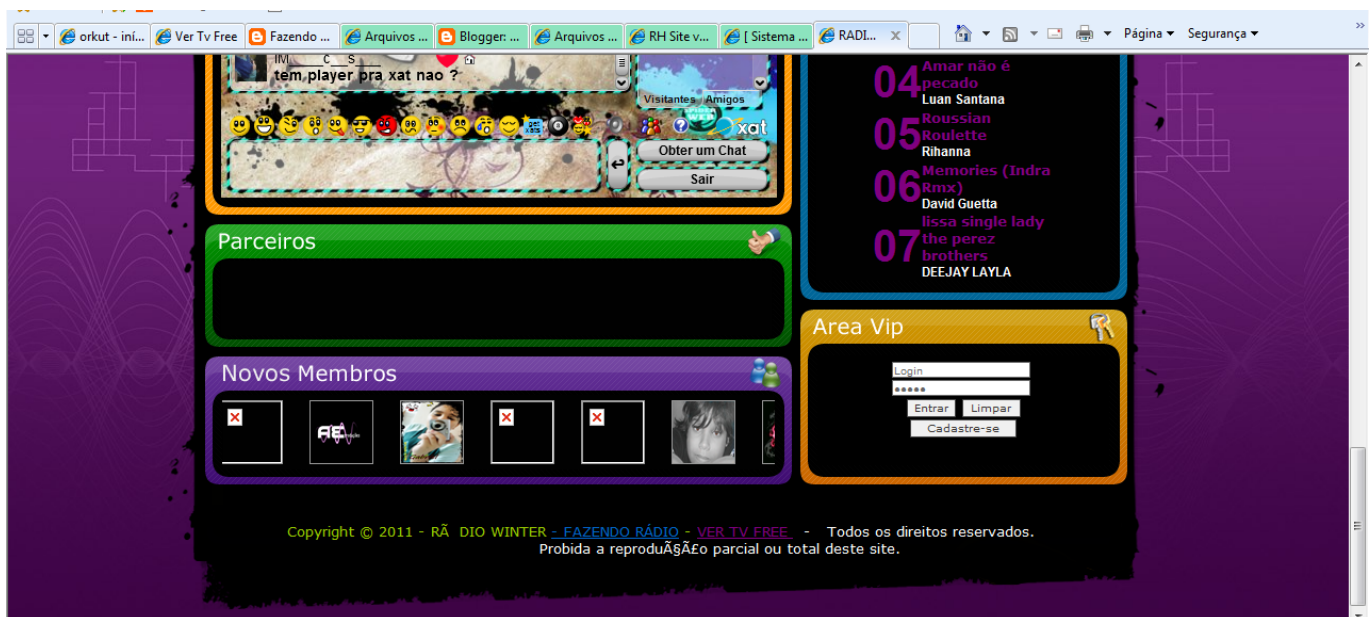 orkut - iní...
Ver Tv Free
Fazendo ...
Arquivos ...
Blogger: ...
Arquivos ...
RH Site v...
[ Sistema ...
RADI...
Página
Segurança
IM_____c__S____
tem player pra xat nao ?
Visitantes Amigos
xat
Obter um Chat
Sair
04
Amar não é
pecado
Luan Santana
05
Roussian
Roulette
Rihanna
06
Memories (Indra
Rmx)
David Guetta
07
lissa single lady
the perez
brothers
DEEJAY LAYLA
Parceiros
Novos Membros
Area Vip
Login
Entrar Limpar
Cadastre-se
Copyright © 2011 - RÃ DIO WINTER - FAZENDO RÁDIO - VER TV FREE - Todos os direitos reservados.
Probida a reproduÃ§Ã£o parcial ou total deste site.